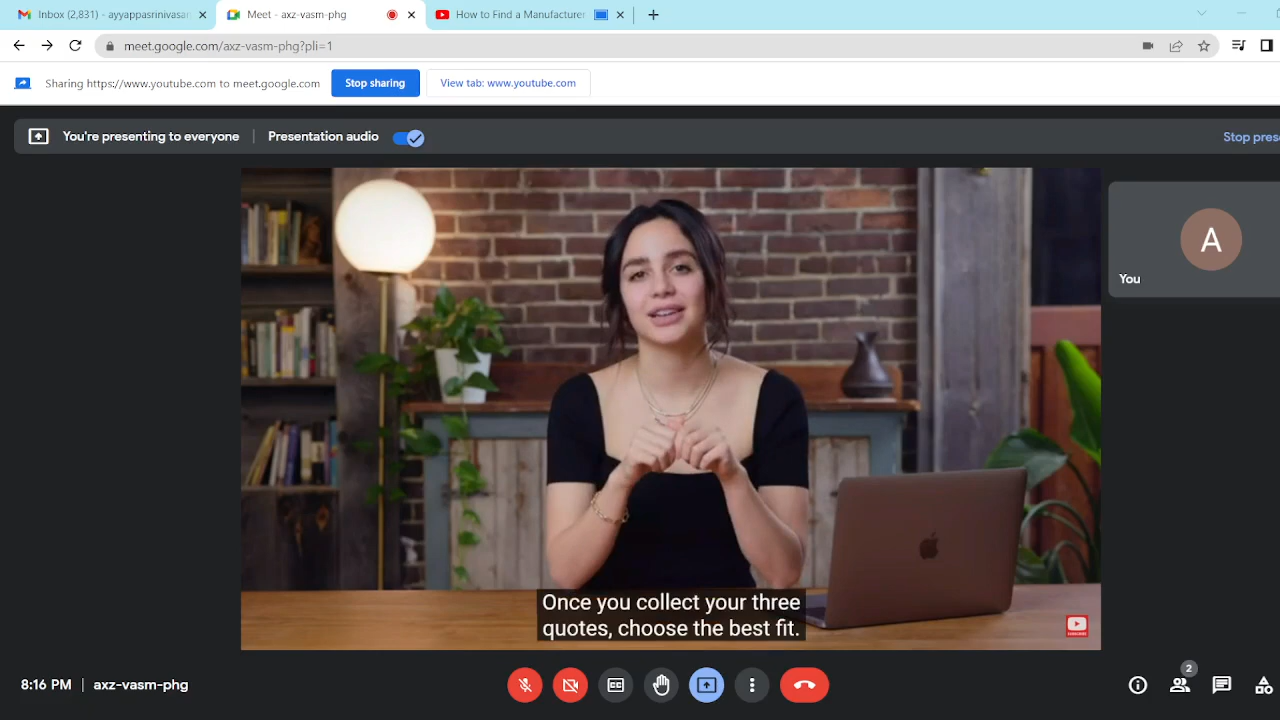 Inbox (2,831) - ayyappasrinivasar
Meet - axz-vasm-phg
How to Find a Manufacturer
meet.google.com/axz-vasm-phg?pli=1
Sharing https://www.youtube.com to meet.google.com
Stop sharing
View tab: www.youtube.com
You're presenting to everyone
Presentation audio
Stop pres
A
You
Once you collect your three
quotes, choose the best fit.
8:16 PM
axz-vasm-phg
CC
2